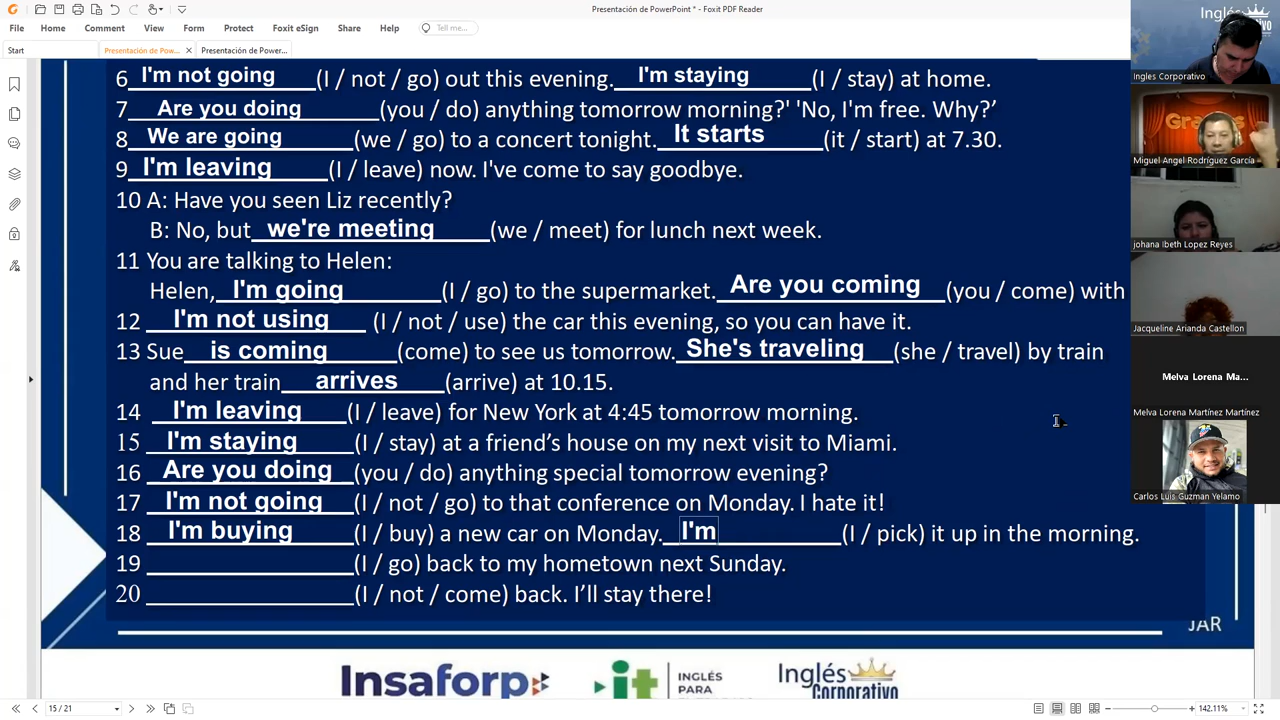 Presentación de PowerPoint * - Foxit PDF Reader
File Home Comment View Form Protect Foxit eSign Share Help Tell me...
Start Presentación de Pow... × Presentación de Power...
6 I'm not going (I / not / go) out this evening. I'm staying (I / stay) at home.
7 Are you doing (you / do) anything tomorrow morning?' 'No, I'm free. Why?’
8 We are going (we / go) to a concert tonight. It starts (it / start) at 7.30.
9 I'm leaving (I / leave) now. I've come to say goodbye.
10 A: Have you seen Liz recently?
B: No, but we're meeting (we / meet) for lunch next week.
11 You are talking to Helen:
Helen, I'm going (I / go) to the supermarket. Are you coming (you / come) with
12 I'm not using (I / not / use) the car this evening, so you can have it.
13 Sue is coming (come) to see us tomorrow. She's traveling (she / travel) by train
and her train arrives (arrive) at 10.15.
14 I'm leaving (I / leave) for New York at 4:45 tomorrow morning.
15 I'm staying (I / stay) at a friend’s house on my next visit to Miami.
16 Are you doing (you / do) anything special tomorrow evening?
17 I'm not going (I / not / go) to that conference on Monday. I hate it!
18 I'm buying (I / buy) a new car on Monday. I'm (I / pick) it up in the morning.
19 (I / go) back to my hometown next Sunday.
20 (I / not / come) back. I’ll stay there!
JAR
Insaforp
it INGLÉS
PARA
Inglés
Corporativo
Inglés
Corporativo
Ingles Corporativo
Miguel Angel Rodríguez García
johana Ibeth Lopez Reyes
Jacqueline Arianda Castellon
Melva Lorena Ma...
Melva Lorena Martínez Martínez
Carlos Luis Guzman Yelamo
15 / 21
142.11%